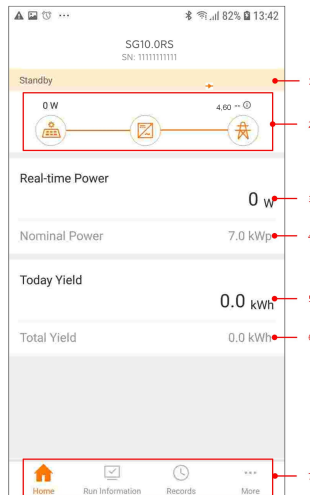 82% 13:42
SG10.0RS
SN: 11111111111
Standby
0 W
4,60 --
Real-time Power
0 W
Nominal Power 7.0 kWp
Today Yield
0.0 kWh
Total Yield 0.0 kWh
Home Run Information Records More